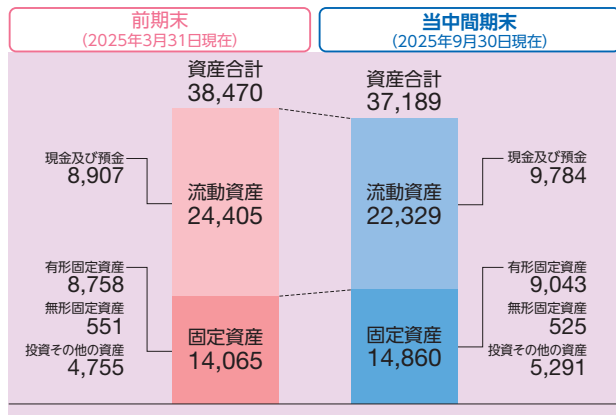 前期末
(2025年3月31日現在)
当中間期末
(2025年9月30日現在)
資産合計
38,470
現金及び預金
8,907
流動資産
24,405
有形固定資産
8,758
無形固定資産
551
投資その他の資産
4,755
固定資産
14,065
資産合計
37,189
流動資産
22,329
現金及び預金
9,784
固定資産
14,860
有形固定資産
9,043
無形固定資産
525
投資その他の資産
5,291